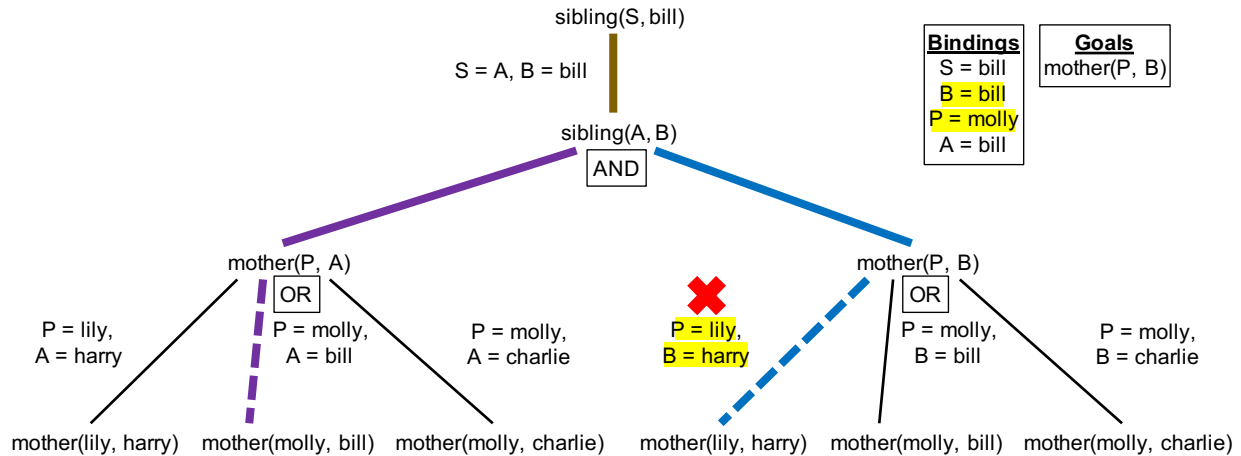 sibling(S, bill)
S = A, B = bill
Bindings
S = bill
B = bill
P = molly
A = bill
Goals
mother(P, B)
sibling(A, B)
AND
mother(P, A)
OR
P = lily,
A = harry
P = molly,
A = bill
P = molly,
A = charlie
mother(P, B)
OR
P = lily,
B = harry
P = molly,
B = bill
P = molly,
B = charlie
mother(lily, harry)
mother(molly, bill)
mother(molly, charlie)
mother(lily, harry)
mother(molly, bill)
mother(molly, charlie)